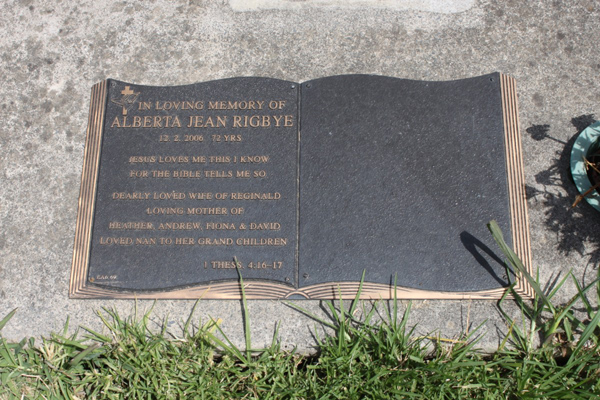 IN LOVING MEMORY OF
ALBERTA JEAN RIGBYE
12. 2. 2006 72 YRS
JESUS LOVES ME THIS I KNOW
FOR THE BIBLE TELLS ME SO
DEARLY LOVED WIFE OF REGINALD
LOVING MOTHER OF
HEATHER, ANDREW, FIONA & DAVID
LOVED NAN TO HER GRAND CHILDREN
1 THESS. 4:16-17